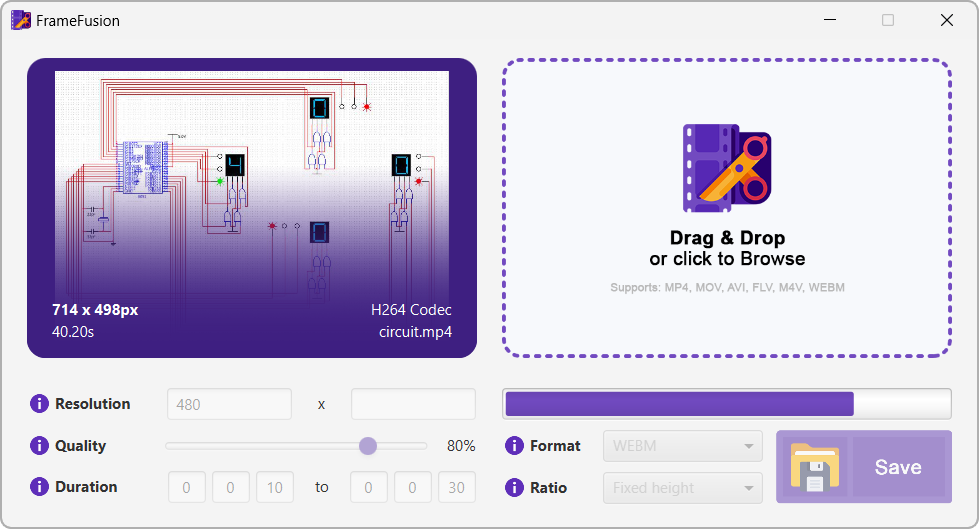 FrameFusion
714 x 498px
H264 Codec
40.20s
circuit.mp4
Drag & Drop
or click to Browse
Supports: MP4, MOV, AVI, FLV, M4V, WEBM
Resolution
480
x
Quality
80%
Duration
0
0
10
to
0
0
30
Format
WEBM
Ratio
Fixed height
Save